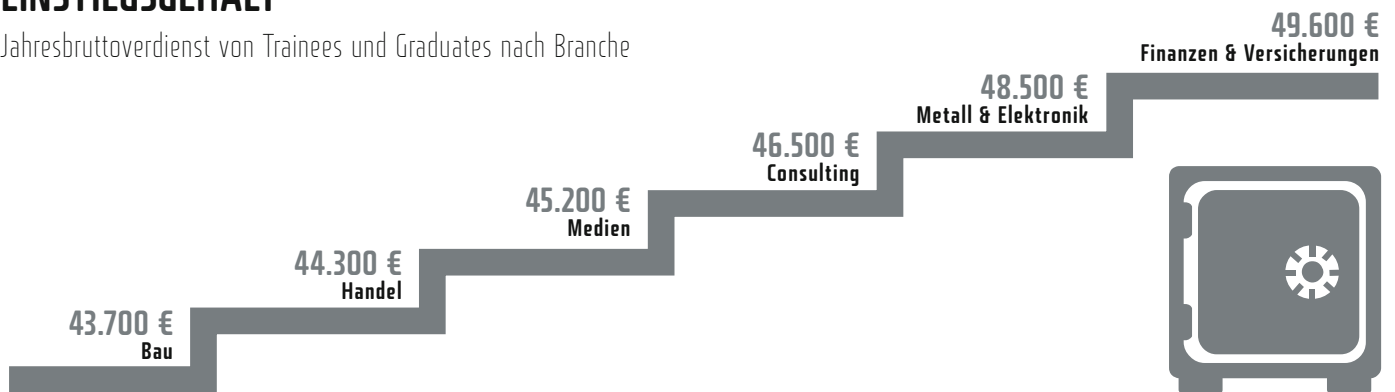 EINSTIEGSGEHALT
Jahresbruttoverdienst von Trainees und Graduates nach Branche
49.600 €
Finanzen & Versicherungen
48.500 €
Metall & Elektronik
46.500 €
Consulting
45.200 €
Medien
44.300 €
Handel
43.700 €
Bau